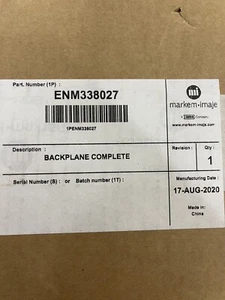 Part. Number (1P) :
ENM338027
1PENM338027
mi
markem-imaje
A DOVER Company
www.markem-imaje.com
Description :
BACKPLANE COMPLETE
Revision :
Qty :
1
Serial Number (S) : or Batch number (1T) :
Manufacturing Date :
17-AUG-2020
Made in:
China